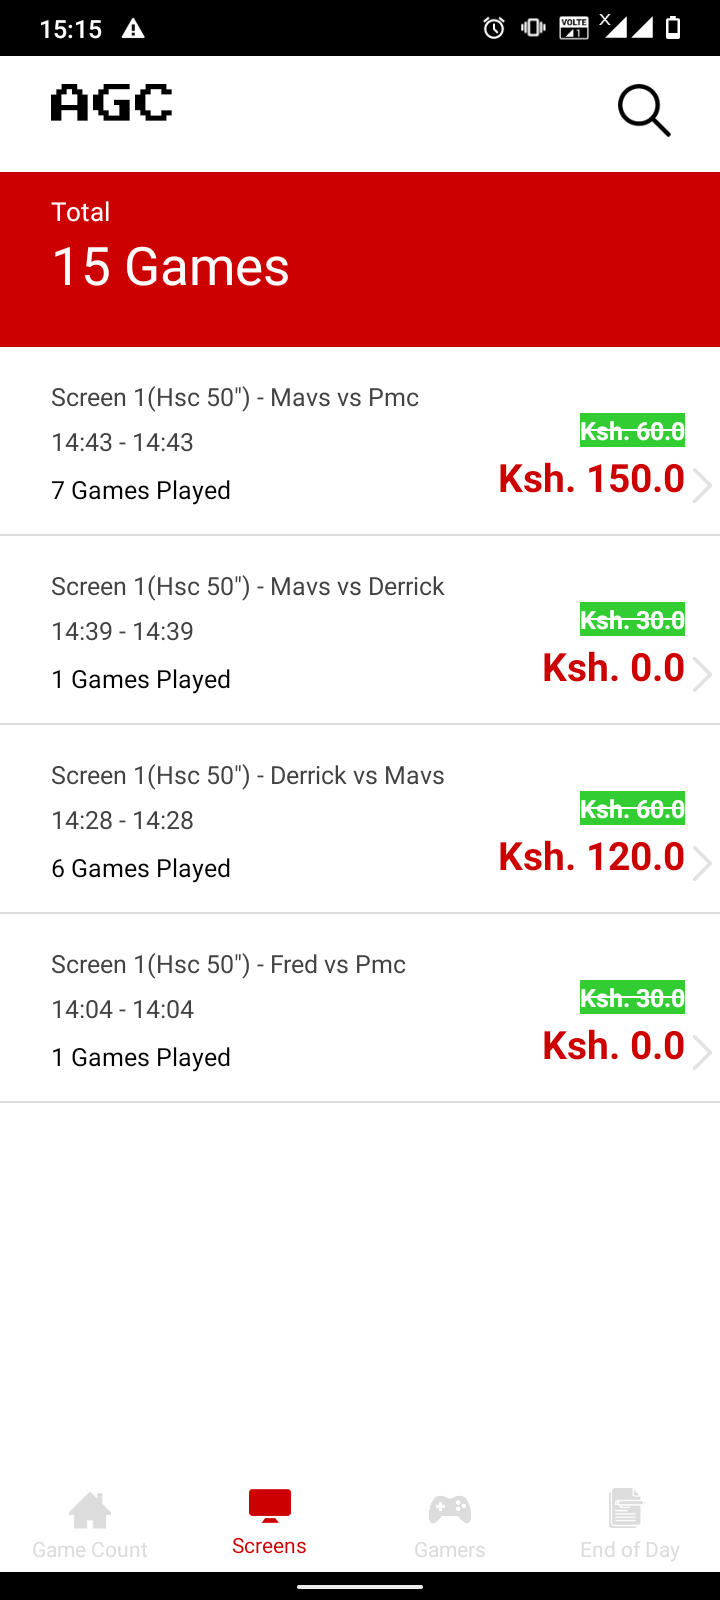 15:15
VOLTE 1 X
AGC
Total
15 Games
Screen 1(Hsc 50") - Mavs vs Pmc
14:43 - 14:43
7 Games Played
Ksh. 60.0
Ksh. 150.0
Screen 1(Hsc 50") - Mavs vs Derrick
14:39 - 14:39
1 Games Played
Ksh. 30.0
Ksh. 0.0
Screen 1(Hsc 50") - Derrick vs Mavs
14:28 - 14:28
6 Games Played
Ksh. 60.0
Ksh. 120.0
Screen 1(Hsc 50") - Fred vs Pmc
14:04 - 14:04
1 Games Played
Ksh. 30.0
Ksh. 0.0
Game Count
Screens
Gamers
End of Day